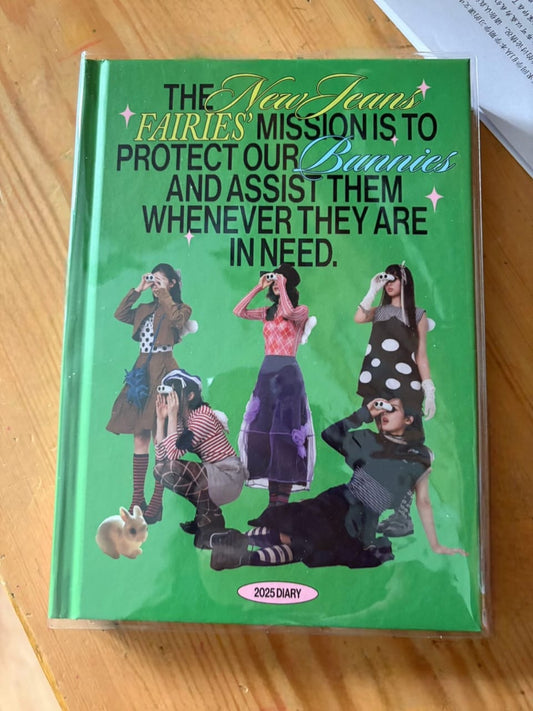 THE NewJeans
FAIRIES' MISSION IS TO
PROTECT OUR Bunnies
AND ASSIST THEM
WHENEVER THEY ARE
IN NEED.
2025 DIARY